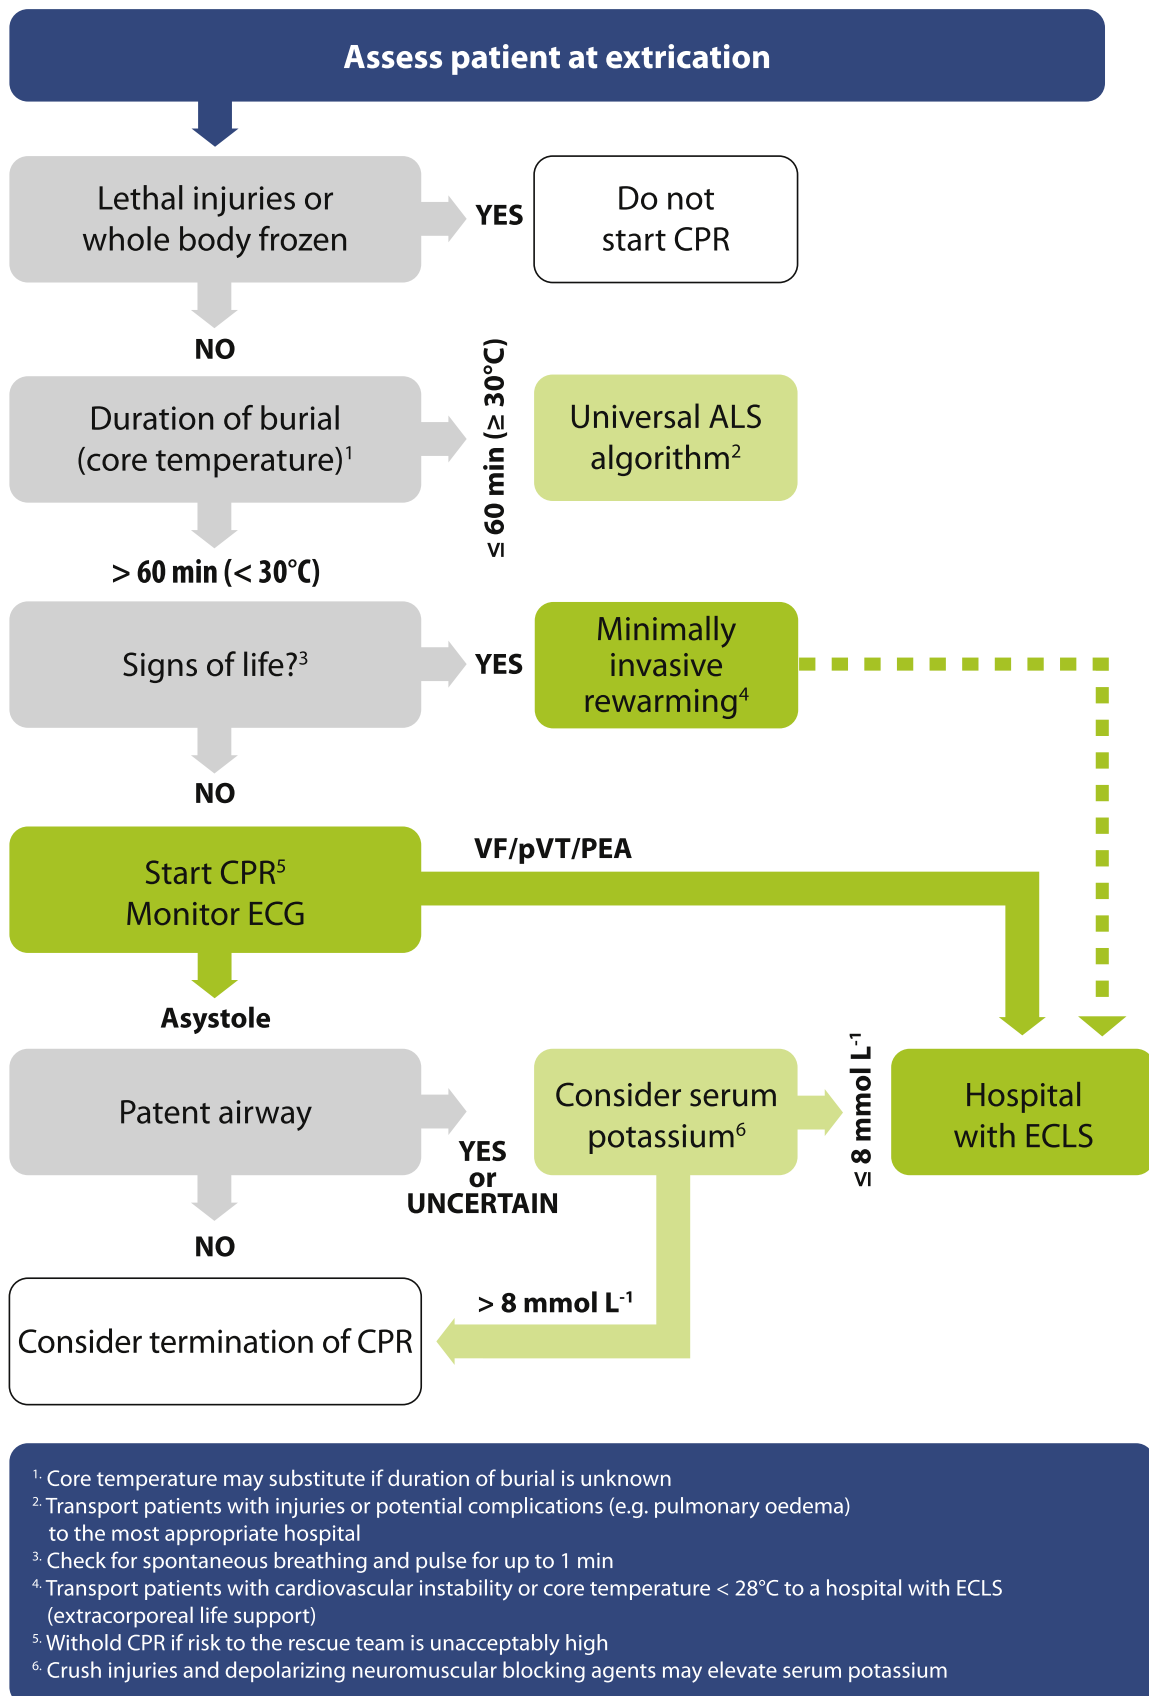 Assess patient at extrication
Lethal injuries or
whole body frozen
YES
Do not
start CPR
NO
Duration of burial
(core temperature)1
≤ 60 min (≥ 30°C)
Universal ALS
algorithm2
> 60 min (< 30°C)
Signs of life?3
YES
Minimally
invasive
rewarming4
NO
Start CPR5
Monitor ECG
VF/pVT/PEA
Asystole
Patent airway
YES
or
UNCERTAIN
Consider serum
potassium6
≤ 8 mmol L-1
Hospital
with ECLS
NO
> 8 mmol L-1
Consider termination of CPR
1. Core temperature may substitute if duration of burial is unknown
2. Transport patients with injuries or potential complications (e.g. pulmonary oedema)
to the most appropriate hospital
3. Check for spontaneous breathing and pulse for up to 1 min
4. Transport patients with cardiovascular instability or core temperature < 28°C to a hospital with ECLS
(extracorporeal life support)
5. Withold CPR if risk to the rescue team is unacceptably high
6. Crush injuries and depolarizing neuromuscular blocking agents may elevate serum potassium